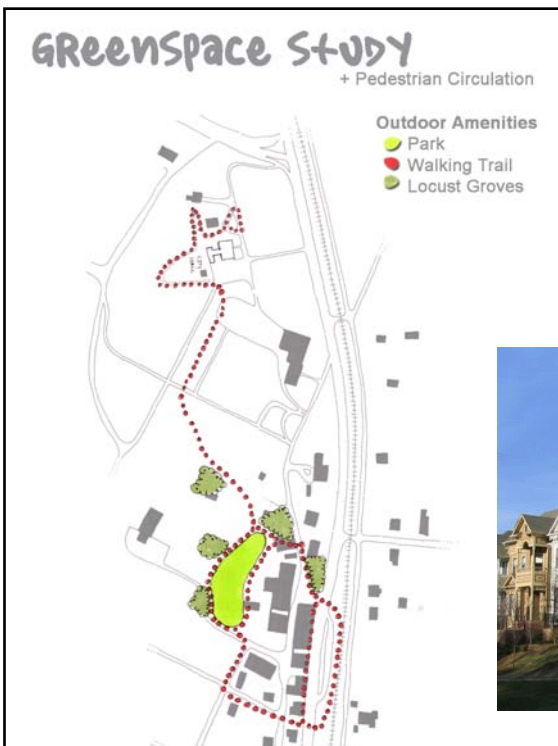 GReenSpace StuDY
+ Pedestrian Circulation
Outdoor Amenities
Park
Walking Trail
Locust Groves